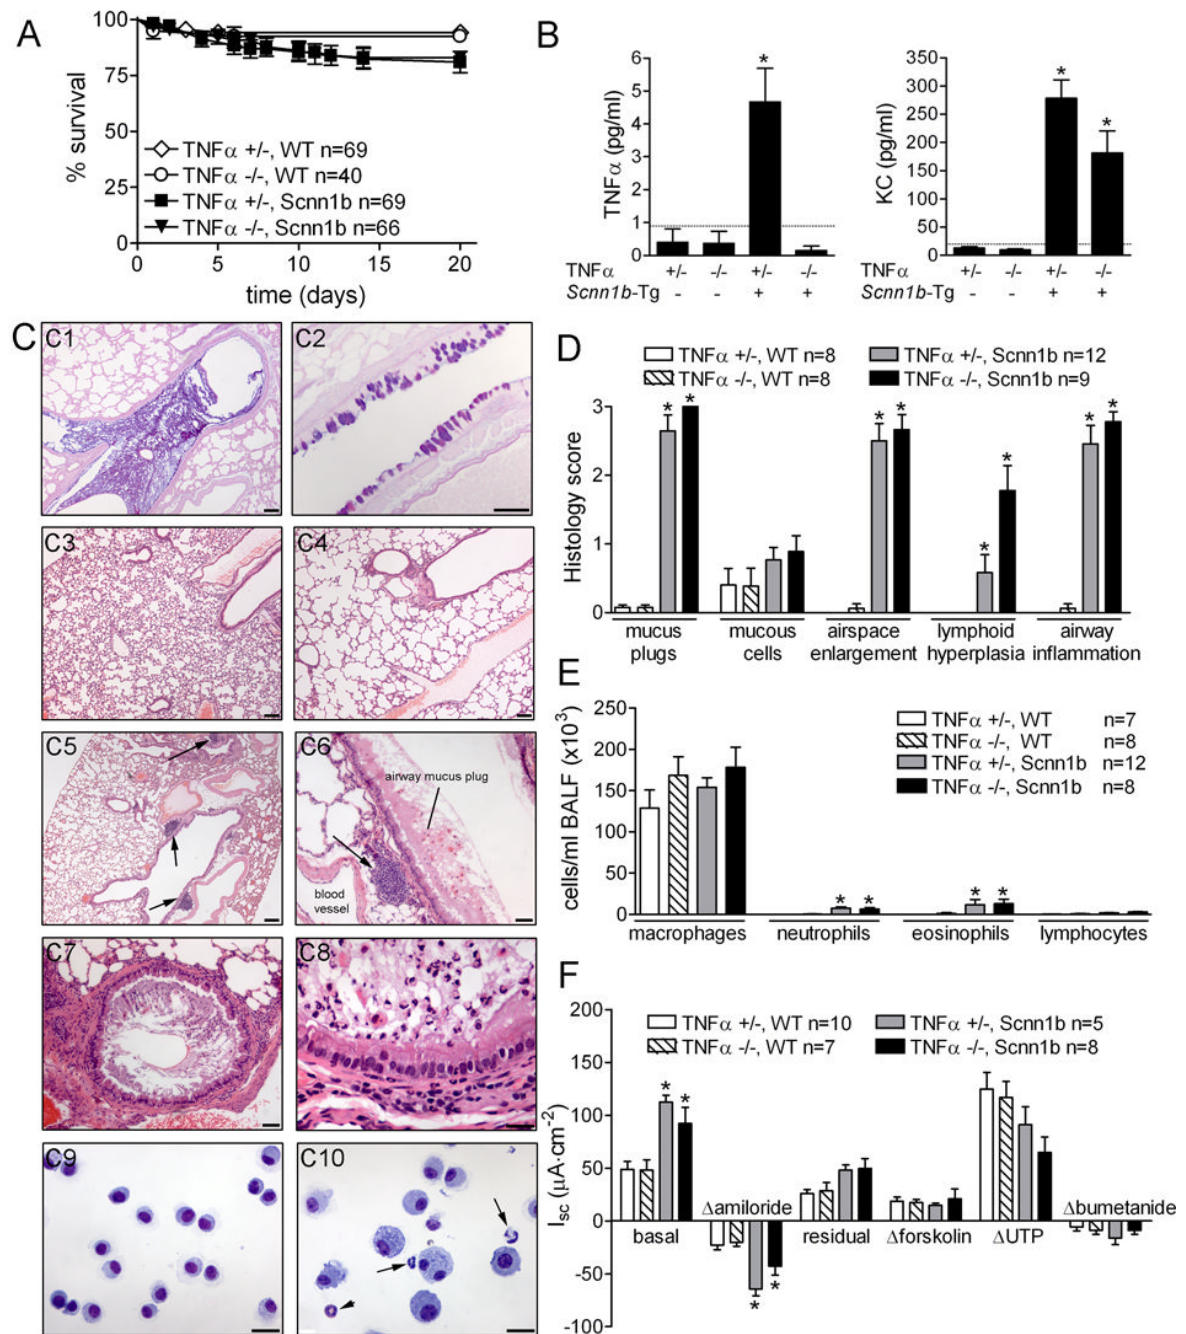 A
100
75
50
25
0
% survival
TNFα +/-, WT n=69
TNFα -/-, WT n=40
TNFα +/-, Scnn1b n=69
TNFα -/-, Scnn1b n=66
0 5 10 15 20
time (days)
B
6
5
4
3
2
1
0
TNFα (pg/ml)
*
TNFα +/- -/- +/- -/-
Scnn1b-Tg - - + +
350
300
250
200
150
100
50
0
KC (pg/ml)
* *
TNFα +/- -/- +/- -/-
Scnn1b-Tg - - + +
C
C1 C2
C3 C4
C5 C6
airway mucus plug
blood
vessel
C7 C8
C9 C10
D
TNFα +/-, WT n=8
TNFα -/-, WT n=8
TNFα +/-, Scnn1b n=12
TNFα -/-, Scnn1b n=9
3
2
1
0
Histology score
* * * * * * * *
mucus plugs
mucous cells
airspace enlargement
lymphoid hyperplasia
airway inflammation
E
250
200
150
100
50
0
cells/ml BALF (x10³)
TNFα +/-, WT n=7
TNFα -/-, WT n=8
TNFα +/-, Scnn1b n=12
TNFα -/-, Scnn1b n=8
* * * *
macrophages neutrophils eosinophils lymphocytes
F
200
150
100
50
0
-50
-100
Isc (μA·cm-2)
TNFα +/-, WT n=10
TNFα -/-, WT n=7
TNFα +/-, Scnn1b n=5
TNFα -/-, Scnn1b n=8
* *
Δamiloride Δbumetanide
basal residual Δforskolin ΔUTP
* *